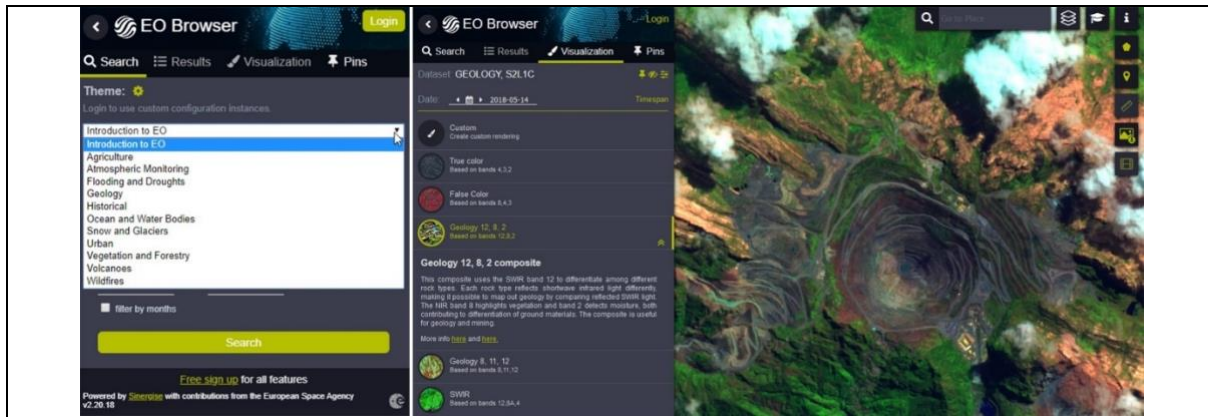 EO Browser
Login
Search
Results
Visualization
Pins
Theme:
Login to use custom configuration instances.
Introduction to EO
Introduction to EO
Agriculture
Atmospheric Monitoring
Flooding and Droughts
Geology
Historical
Ocean and Water Bodies
Snow and Glaciers
Urban
Vegetation and Forestry
Volcanoes
Wildfires
filter by months
Search
Free sign up for all features
Powered by Sinergise with contributions from the European Space Agency
v2.20.18
EO Browser
Login
Search
Results
Visualization
Pins
Dataset: GEOLOGY, S2L1C
Date: 2018-05-14
Timespan
Custom
Create custom rendering
True color
Based on bands 4,3,2
False Color
Based on bands 8,4,3
Geology 12, 8, 2
Based on bands 12,8,2
Geology 12, 8, 2 composite
This composite uses the SWIR band 12 to differentiate among different
rock types. Each rock type reflects shortwave infrared light differently,
making it possible to map out geology by comparing reflected SWIR light.
The NIR band 8 highlights vegetation and band 2 detects moisture, both
contributing to differentiation of ground materials. The composite is useful
for geology and mining.
More info here and here.
Geology 8, 11, 12
Based on bands 8,11,12
SWIR
Based on bands 12,8A,4
Go to Place